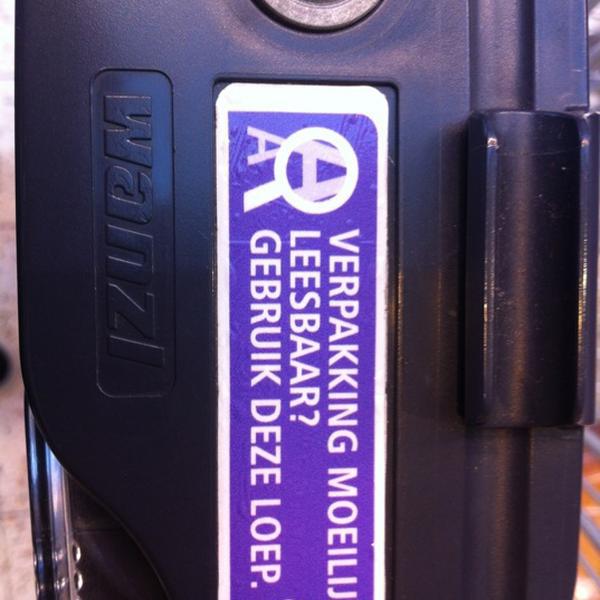 wanzl
A A
VERPAKKING MOEILIJ
LEESBAAR?
GEBRUIK DEZE LOEP.